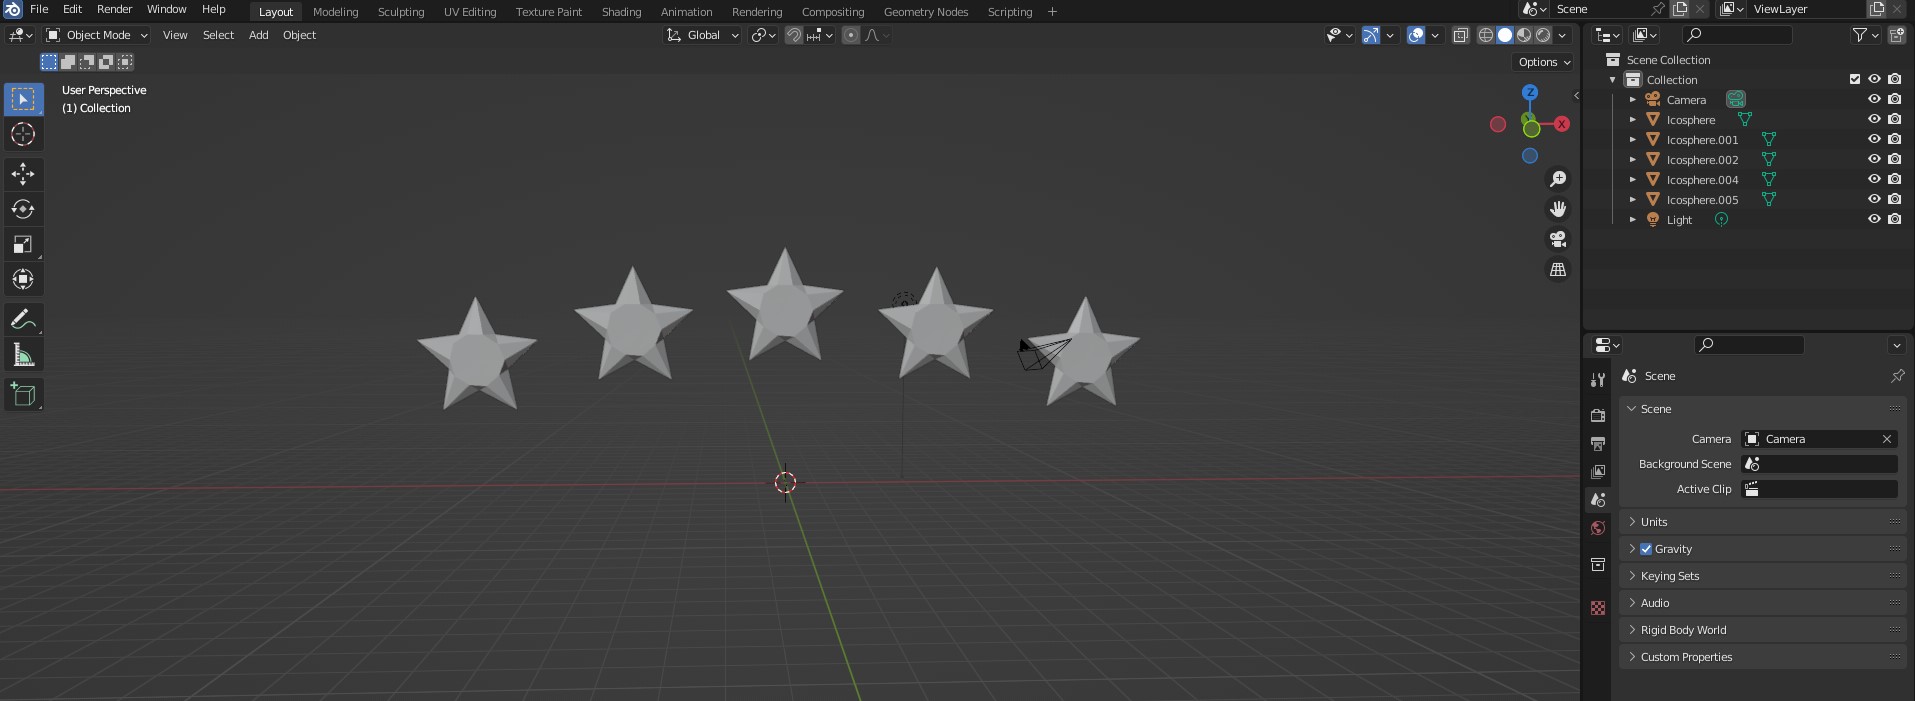 File Edit Render Window Help Layout Modeling Sculpting UV Editing Texture Paint Shading Animation Rendering Compositing Geometry Nodes Scripting + Scene ViewLayer
Object Mode View Select Add Object Global
Options
User Perspective
(1) Collection
Z
X
Scene Collection
Collection
Camera
Icosphere
Icosphere.001
Icosphere.002
Icosphere.004
Icosphere.005
Light
Scene
Scene
Camera Camera
Background Scene
Active Clip
Units
Gravity
Keying Sets
Audio
Rigid Body World
Custom Properties